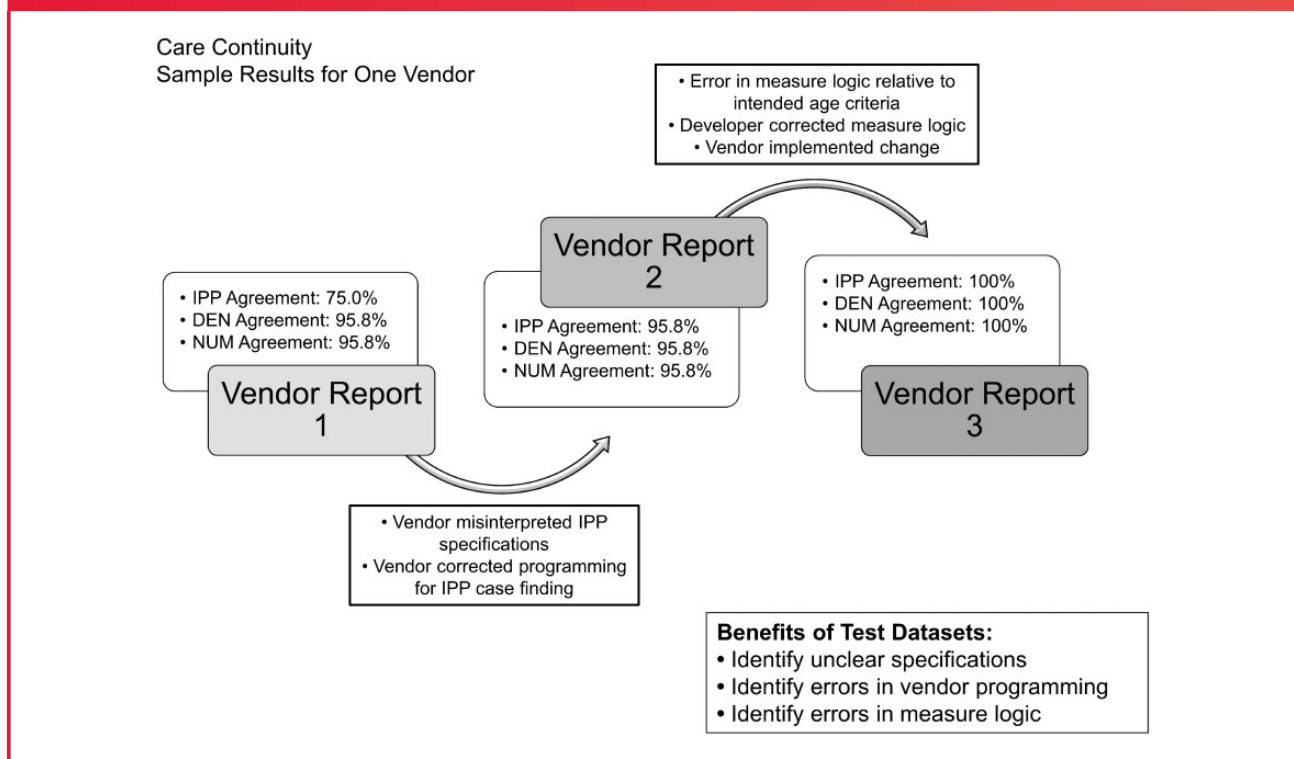 Care Continuity
Sample Results for One Vendor
• Error in measure logic relative to
intended age criteria
• Developer corrected measure logic
• Vendor implemented change
• IPP Agreement: 75.0%
• DEN Agreement: 95.8%
• NUM Agreement: 95.8%
Vendor Report
1
Vendor Report
2
• IPP Agreement: 95.8%
• DEN Agreement: 95.8%
• NUM Agreement: 95.8%
• IPP Agreement: 100%
• DEN Agreement: 100%
• NUM Agreement: 100%
Vendor Report
3
• Vendor misinterpreted IPP
specifications
• Vendor corrected programming
for IPP case finding
Benefits of Test Datasets:
• Identify unclear specifications
• Identify errors in vendor programming
• Identify errors in measure logic